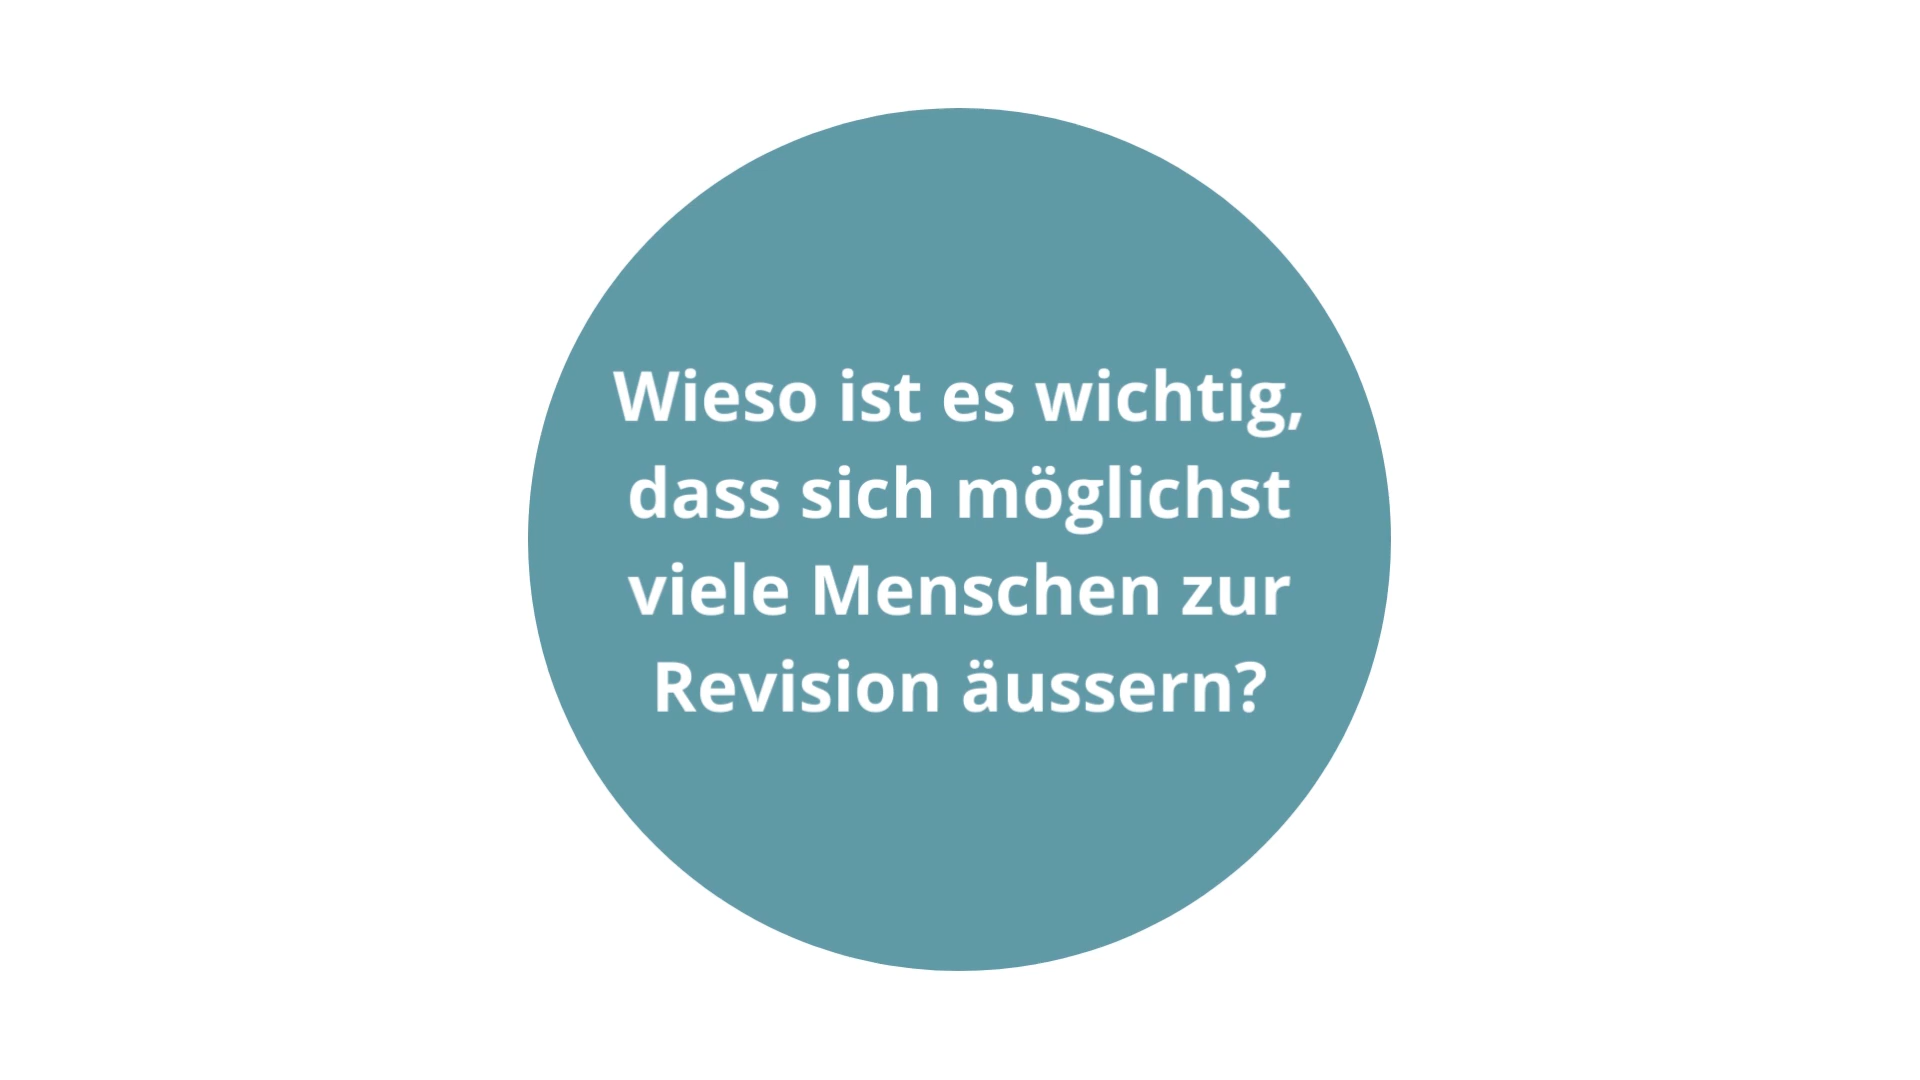 Wieso ist es wichtig,
dass sich möglichst
viele Menschen zur
Revision äussern?